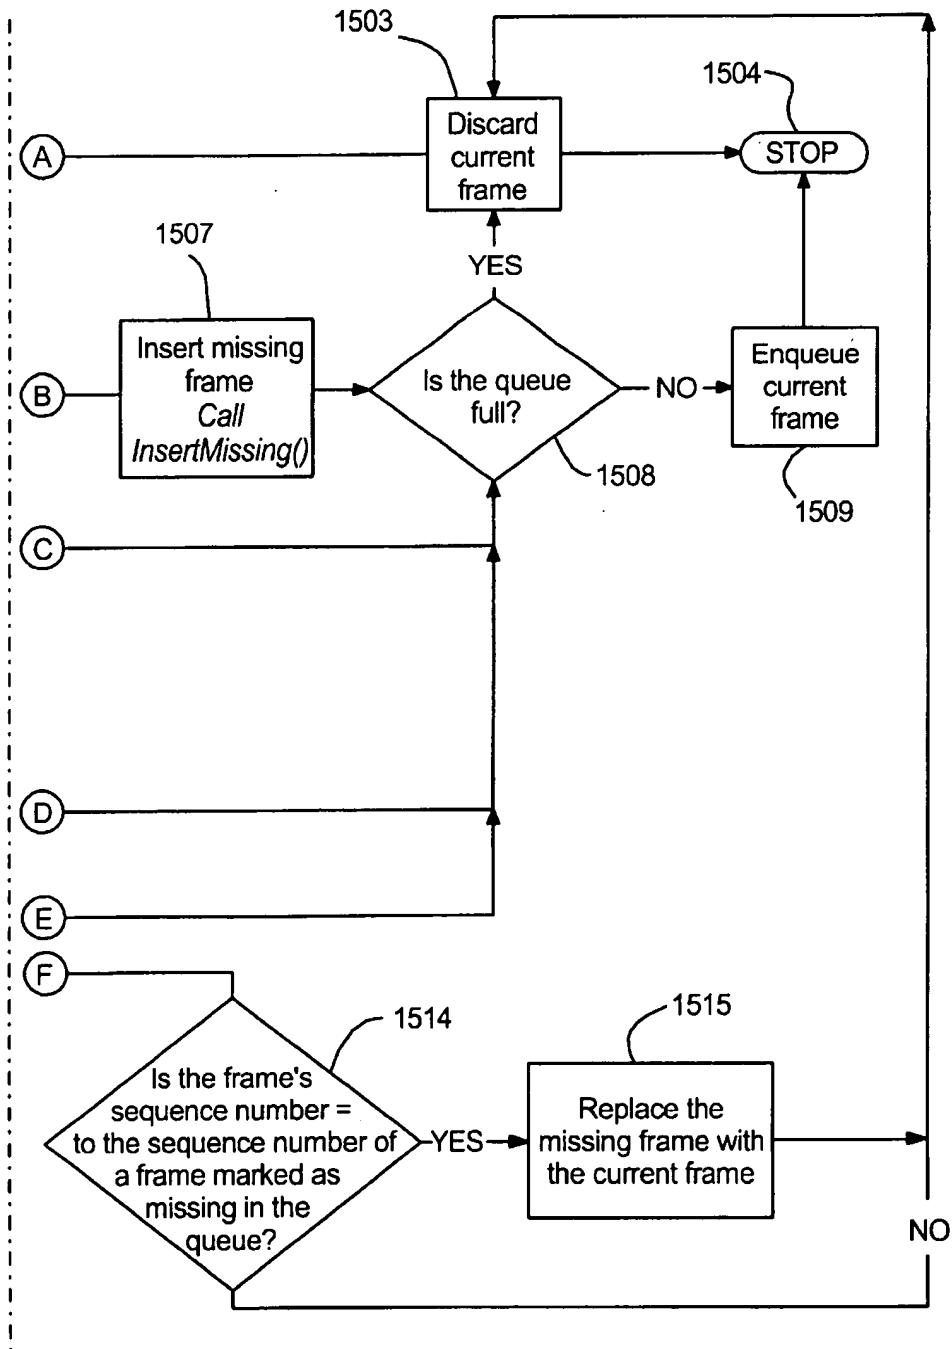 1503
1504
A
Discard
current
frame
STOP
1507
YES
B
Insert missing
frame
Call
InsertMissing()
Is the queue
full?
NO
Enqueue
current
frame
1508
1509
C
D
E
F
1514
1515
Is the frame's
sequence number =
to the sequence number of
a frame marked as
missing in the
queue?
YES
Replace the
missing frame with
the current frame
NO